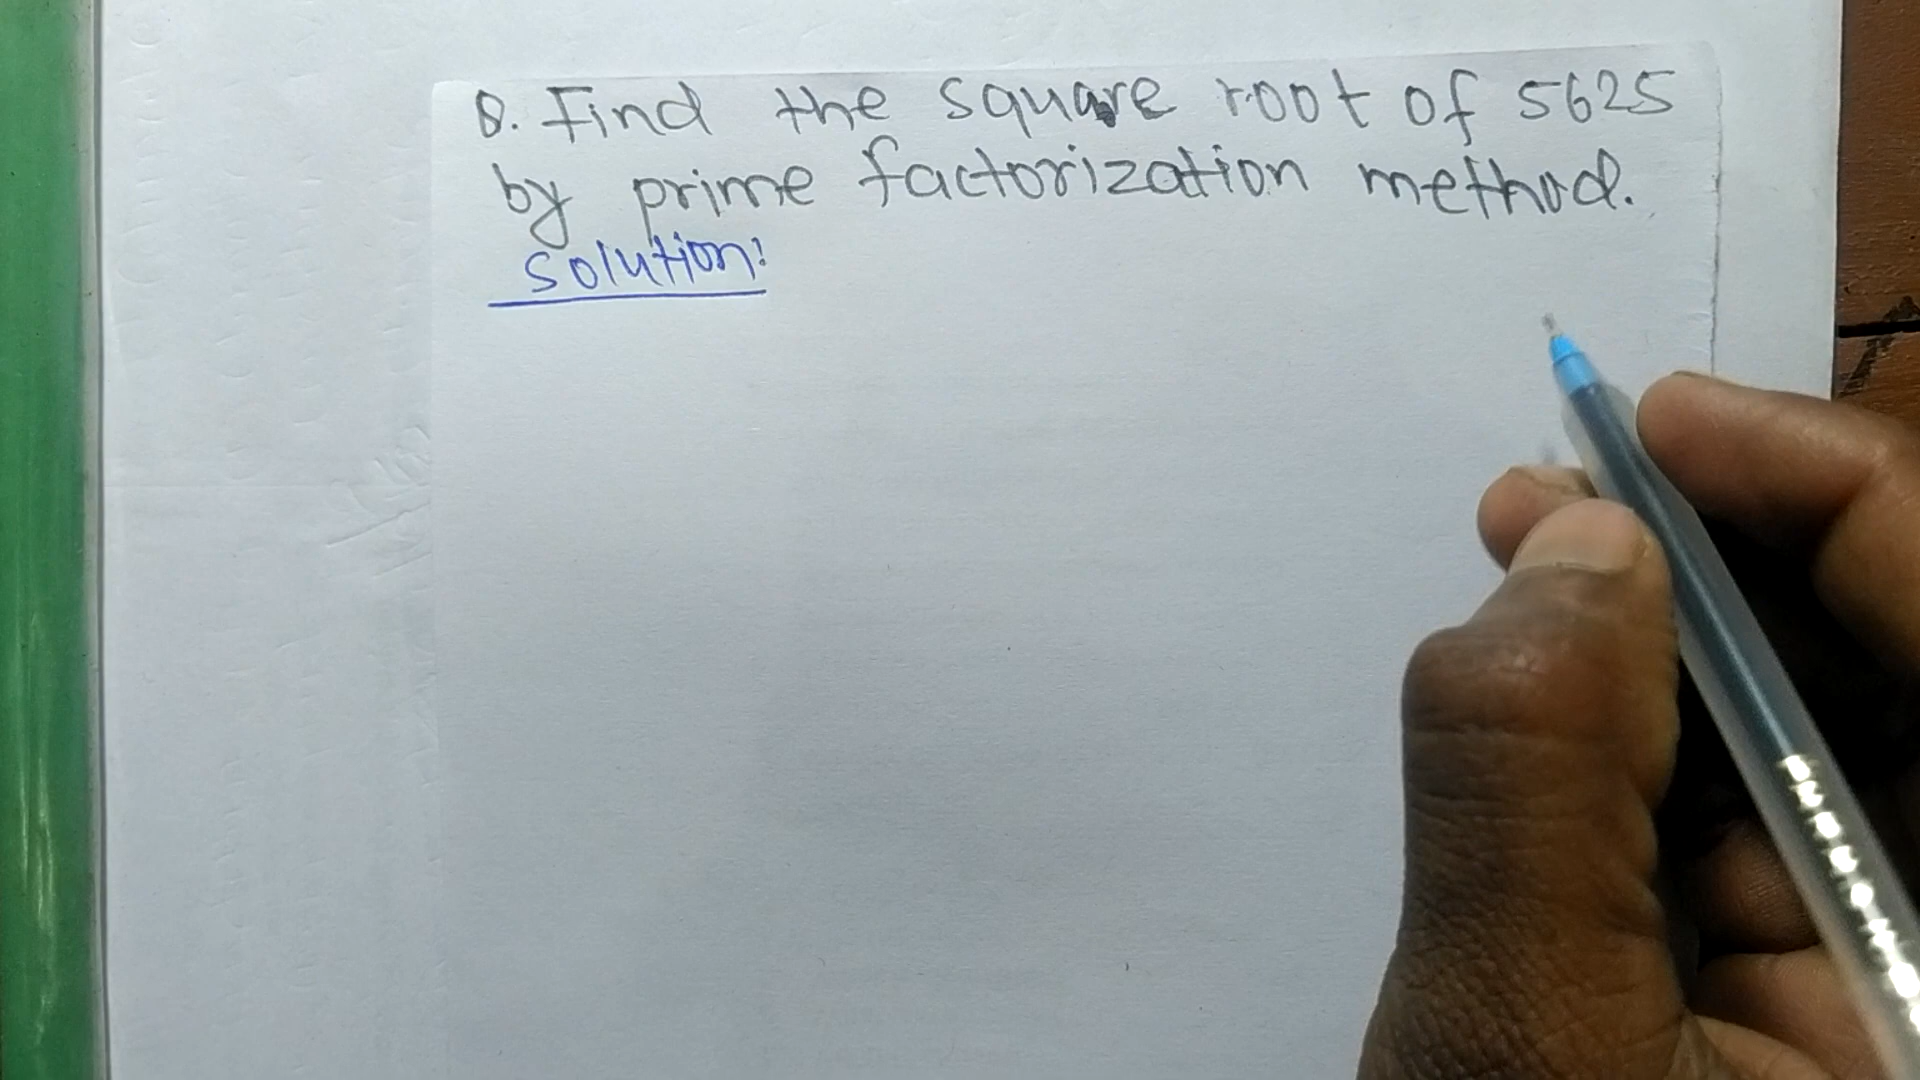 Q. Find the square root of 5625
by prime factorization method.
Solution: